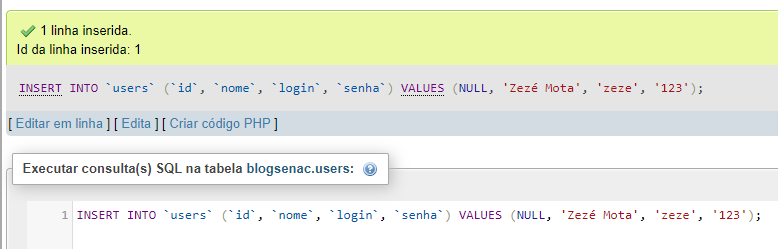 1 linha inserida.
Id da linha inserida: 1
INSERT INTO `users` (`id`, `nome`, `login`, `senha`) VALUES (NULL, 'Zezé Mota', 'zeze', '123');
[ Editar em linha ] [ Edita ] [ Criar código PHP ]
Executar consulta(s) SQL na tabela blogsenac.users:
1 INSERT INTO `users` (`id`, `nome`, `login`, `senha`) VALUES (NULL, 'Zezé Mota', 'zeze', '123');